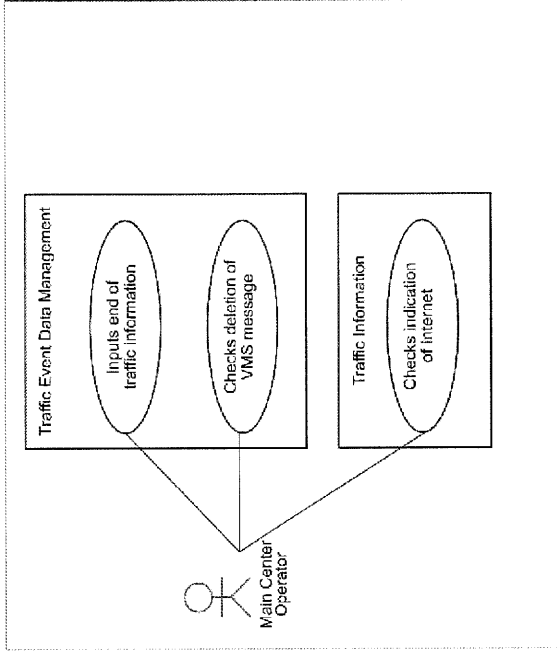 Traffic Event Data Management
Inputs end of
traffic Information
Checks deletion of
VMS message
Traffic Information
Checks indication
of internet
Main Center
Operator